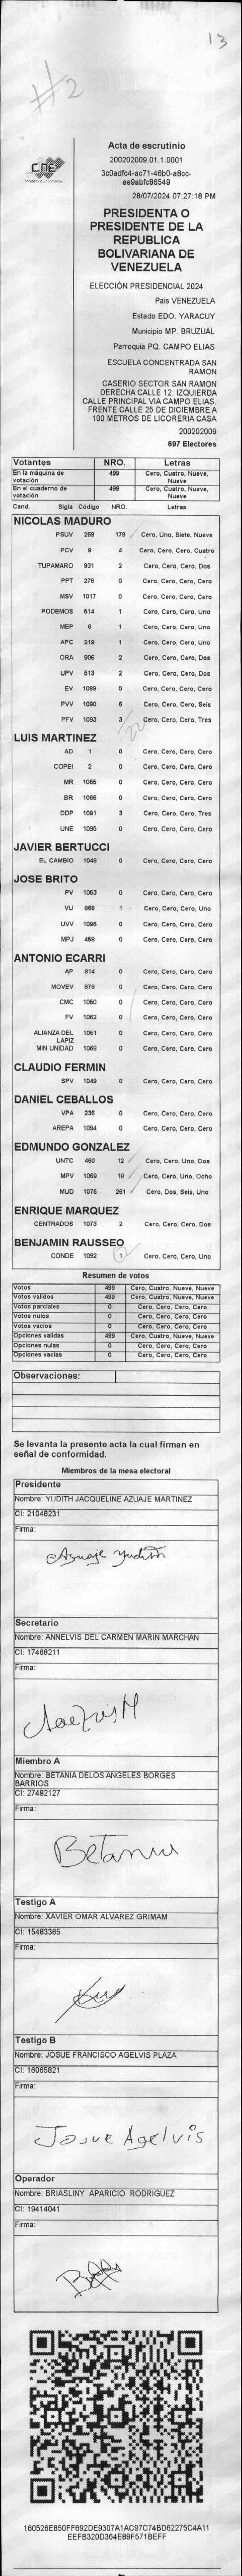 13
#2
CNE
Acta de escrutinio
200202009.01.1.0001
3c0adfc4-ac71-46b0-a8cc-
ee9abfc86549
28/07/2024 07:27:18 PM
PRESIDENTA O
PRESIDENTE DE LA
REPUBLICA
BOLIVARIANA DE
VENEZUELA
ELECCIÓN PRESIDENCIAL 2024
Pais VENEZUELA
Estado EDO. YARACUY
Municipio MP. BRUZUAL
Parroquia PQ. CAMPO ELIAS
ESCUELA CONCENTRADA SAN
RAMON
CASERIO SECTOR SAN RAMON
DERECHA CALLE 12. IZQUIERDA
CALLE PRINCIPAL VIA CAMPO ELIAS.
FRENTE CALLE 25 DE DICIEMBRE A
100 METROS DE LICORERIA CASA
200202009
697 Electores
Votantes NRO. Letras
En la maquina de votación 499 Cero, Cuatro, Nueve, Nueve
En el cuaderno de votación 499 Cero, Cuatro, Nueve, Nueve
Cand. Sigla Código NRO. Letras
NICOLAS MADURO
PSUV 269 179 Cero, Uno, Siete, Nueve
PCV 9 4 Cero, Cero, Cero, Cuatro
TUPAMARO 931 2 Cero, Cero, Cero, Dos
PPT 276 0 Cero, Cero, Cero, Cero
MSV 1017 0 Cero, Cero, Cero, Cero
PODEMOS 514 1 Cero, Cero, Cero, Uno
MEP 6 1 Cero, Cero, Cero, Uno
APC 219 1 Cero, Cero, Cero, Uno
ORA 906 2 Cero, Cero, Cero, Dos
UPV 513 2 Cero, Cero, Cero, Dos
EV 1089 0 Cero, Cero, Cero, Cero
PVV 1090 6 Cero, Cero, Cero, Seis
PFV 1093 3 Cero, Cero, Cero, Tres
LUIS MARTINEZ
AD 1 0 Cero, Cero, Cero, Cero
COPEI 2 0 Cero, Cero, Cero, Cero
MR 1065 0 Cero, Cero, Cero, Cero
BR 1066 0 Cero, Cero, Cero, Cero
DDP 1091 3 Cero, Cero, Cero, Tres
UNE 1095 0 Cero, Cero, Cero, Cero
JAVIER BERTUCCI
EL CAMBIO 1048 0 Cero, Cero, Cero, Cero
JOSE BRITO
PV 1053 0 Cero, Cero, Cero, Cero
VU 868 1 Cero, Cero, Cero, Uno
UVV 1096 0 Cero, Cero, Cero, Cero
MPJ 459 0 Cero, Cero, Cero, Cero
ANTONIO ECARRI
AP 814 0 Cero, Cero, Cero, Cero
MOVEV 878 0 Cero, Cero, Cero, Cero
CMC 1050 0 Cero, Cero, Cero, Cero
FV 1062 0 Cero, Cero, Cero, Cero
ALIANZA DEL LAPIZ 1051 0 Cero, Cero, Cero, Cero
MIN UNIDAD 1068 0 Cero, Cero, Cero, Cero
CLAUDIO FERMIN
SPV 1049 0 Cero, Cero, Cero, Cero
DANIEL CEBALLOS
VPA 236 0 Cero, Cero, Cero, Cero
AREPA 1094 0 Cero, Cero, Cero, Cero
EDMUNDO GONZALEZ
UNTC 460 12 Cero, Cero, Uno, Dos
MPV 1069 18 Cero, Cero, Uno, Ocho
MUD 1075 261 Cero, Dos, Seis, Uno
ENRIQUE MARQUEZ
CENTRADOS 1073 2 Cero, Cero, Cero, Dos
BENJAMIN RAUSSEO
CONDE 1092 1 Cero, Cero, Cero, Uno
Resumen de votos
Votos 499 Cero, Cuatro, Nueve, Nueve
Votos validos 499 Cero, Cuatro, Nueve, Nueve
Votos parciales 0 Cero, Cero, Cero, Cero
Votos nulos 0 Cero, Cero, Cero, Cero
Votos vacios 0 Cero, Cero, Cero, Cero
Opciones validas 499 Cero, Cuatro, Nueve, Nueve
Opciones nulas 0 Cero, Cero, Cero, Cero
Opciones vacias 0 Cero, Cero, Cero, Cero
Observaciones:
Se levanta la presente acta la cual firman en
señal de conformidad.
Miembros de la mesa electoral
Presidente
Nombre: YUDITH JACQUELINE AZUAJE MARTINEZ
CI: 21048231
Firma:
Azuaje Yudith
Secretario
Nombre: ANNELVIS DEL CARMEN MARIN MARCHAN
CI: 17468211
Firma:
Miembro A
Nombre: BETANIA DELOS ANGELES BORGES
BARRIOS
CI: 27492127
Firma:
Betania
Testigo A
Nombre: XAVIER OMAR ALVAREZ GRIMAM
CI: 15483365
Firma:
Testigo B
Nombre: JOSUE FRANCISCO AGELVIS PLAZA
CI: 16065821
Firma:
Josue Agelvis
Operador
Nombre: BRIASLINY APARICIO RODRIGUEZ
CI: 19414041
Firma:
160526E850FF692DE9307A1AC97C74BD62275C4A11
EEFB320D364E89F571BEFF